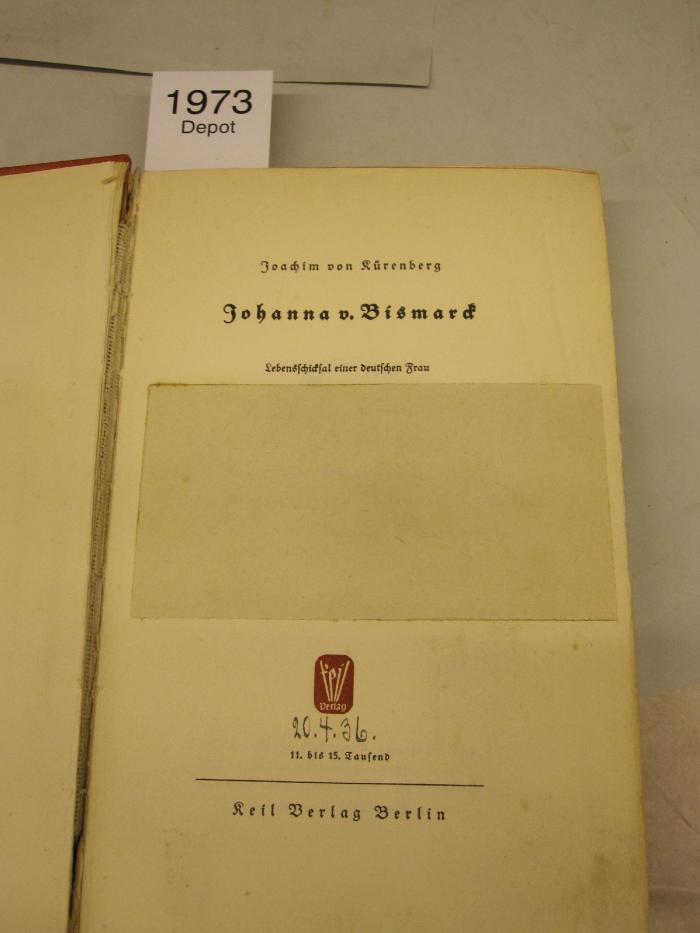 1973
Depot
Joachim von Kürenberg
Johanna v. Bismarck
Lebensschicksal einer deutschen Frau
Keil
Verlag
20.4.36.
11. bis 15. Tausend
Keil Verlag Berlin